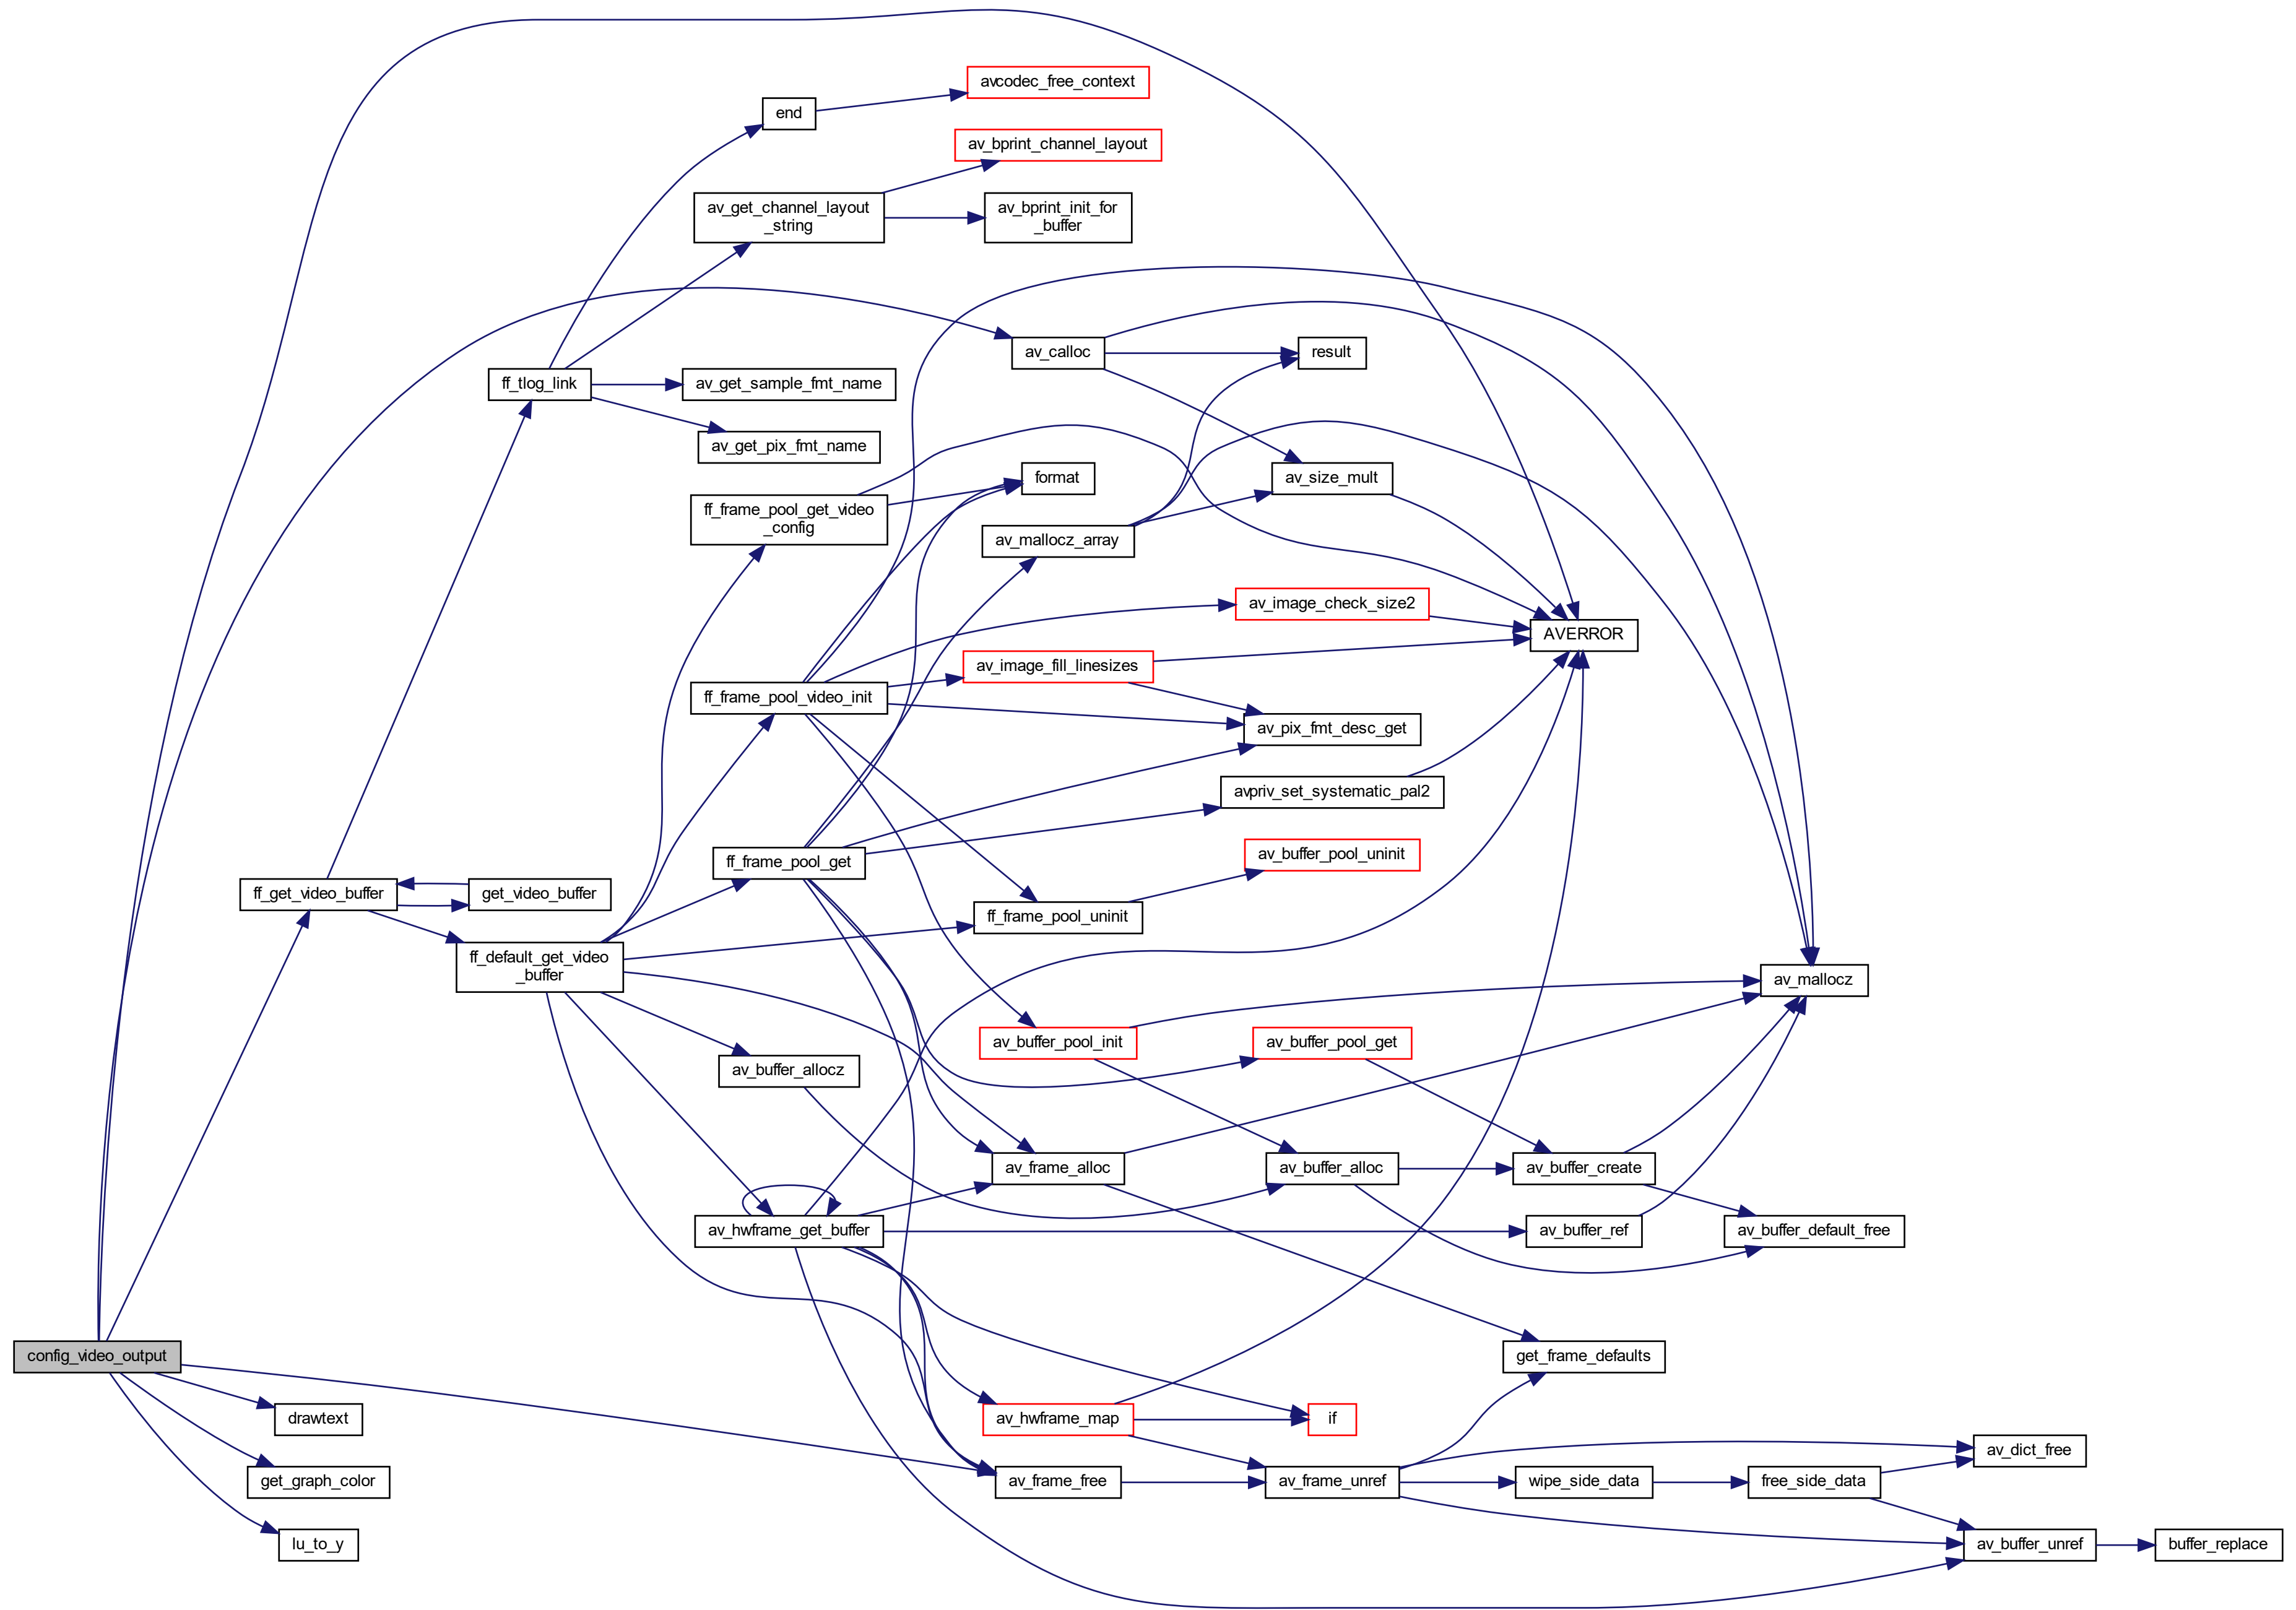 avcodec_free_context
end
av_bprint_channel_layout
av_get_channel_layout
_string
av_bprint_init_for
_buffer
av_calloc
result
ff_tlog_link
av_get_sample_fmt_name
av_get_pix_fmt_name
format
av_size_mult
ff_frame_pool_get_video
_config
av_mallocz_array
av_image_check_size2
AVERROR
av_image_fill_linesizes
ff_frame_pool_video_init
av_pix_fmt_desc_get
avpriv_set_systematic_pal2
ff_frame_pool_get
av_buffer_pool_uninit
ff_get_video_buffer
get_video_buffer
ff_frame_pool_uninit
ff_default_get_video
_buffer
av_mallocz
av_buffer_pool_init
av_buffer_pool_get
av_buffer_allocz
av_frame_alloc
av_buffer_alloc
av_buffer_create
av_hwframe_get_buffer
av_buffer_ref
av_buffer_default_free
config_video_output
get_frame_defaults
drawtext
av_hwframe_map
if
av_dict_free
get_graph_color
av_frame_free
av_frame_unref
wipe_side_data
free_side_data
lu_to_y
av_buffer_unref
buffer_replace